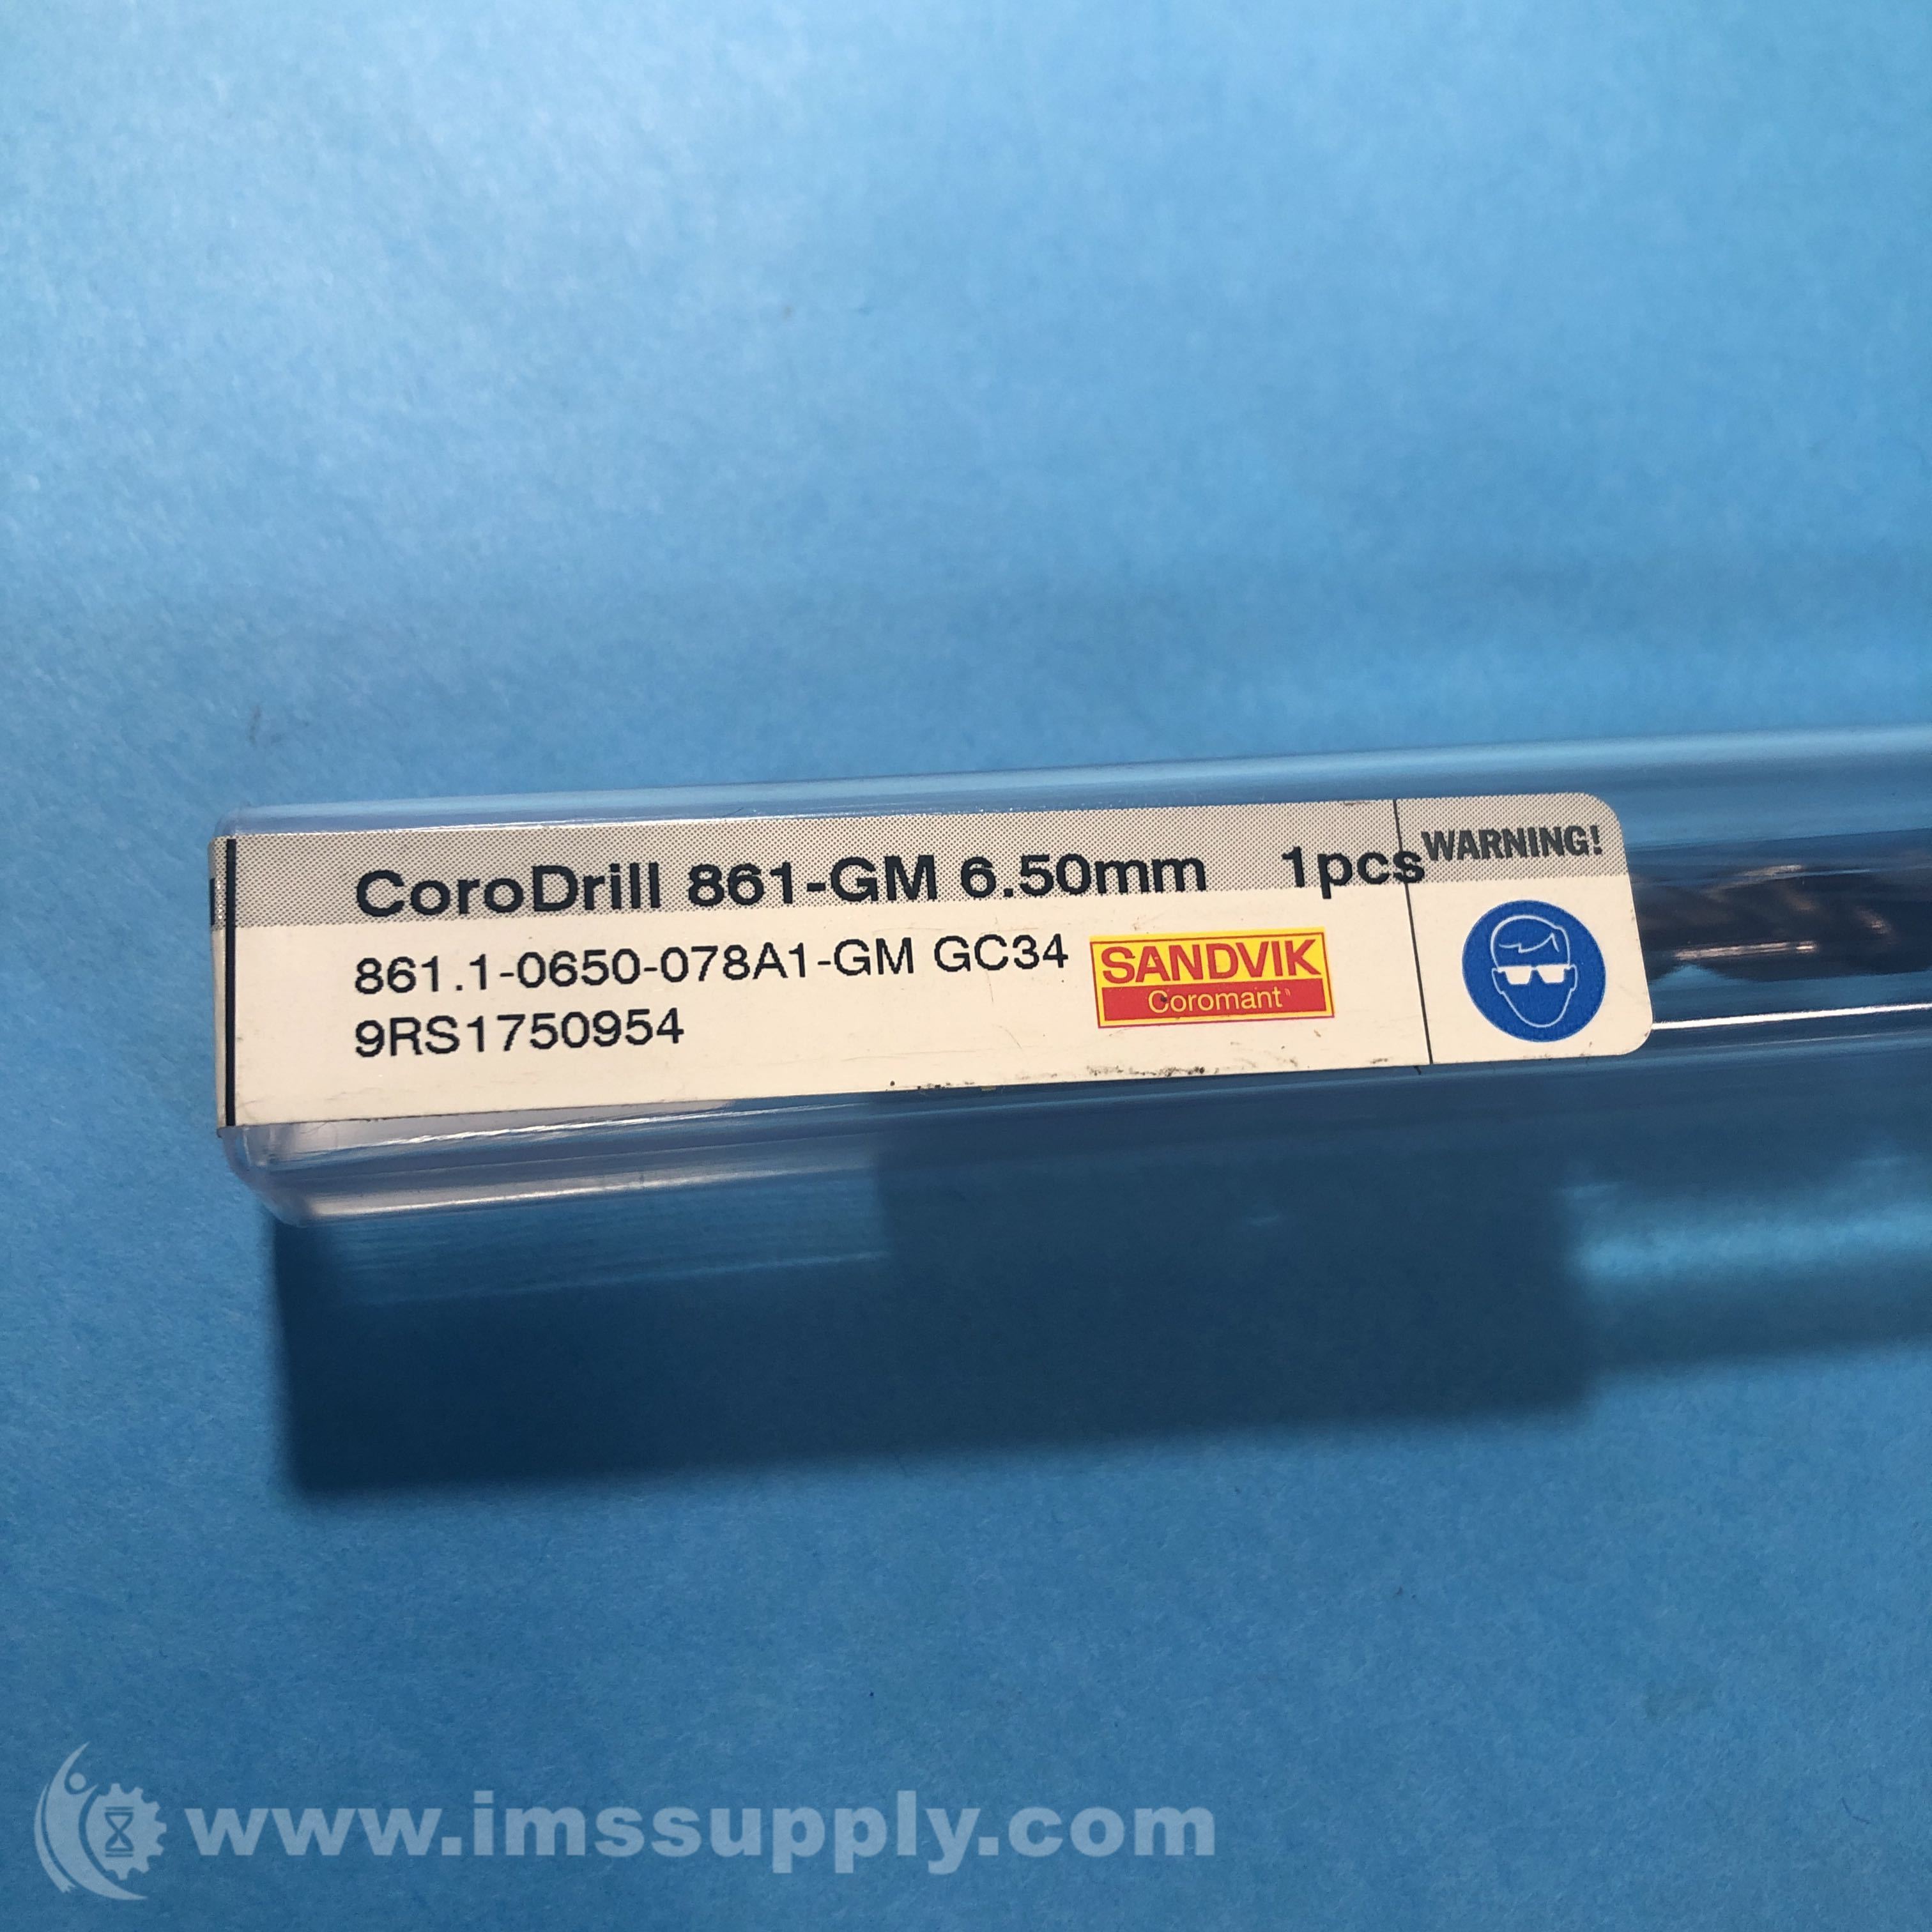 CoroDrill 861-GM 6.50mm 1pcs
WARNING!
861.1-0650-078A1-GM GC34
9RS1750954
SANDVIK
Coromant
www.imssupply.com